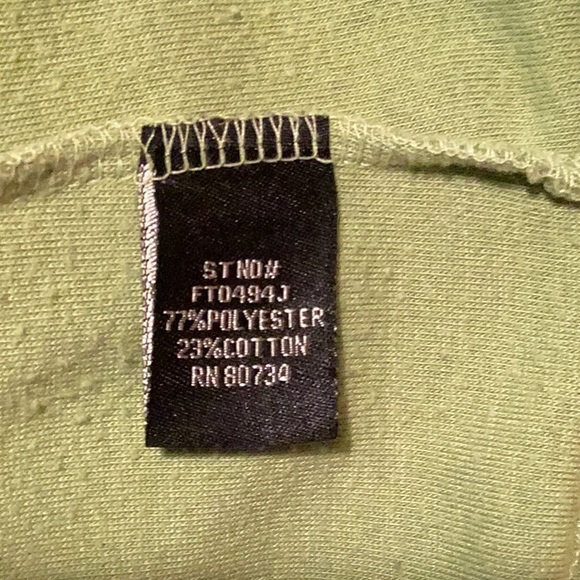 STNO#
FT0494J
77%POLYESTER
23%COTTON
RN 80734